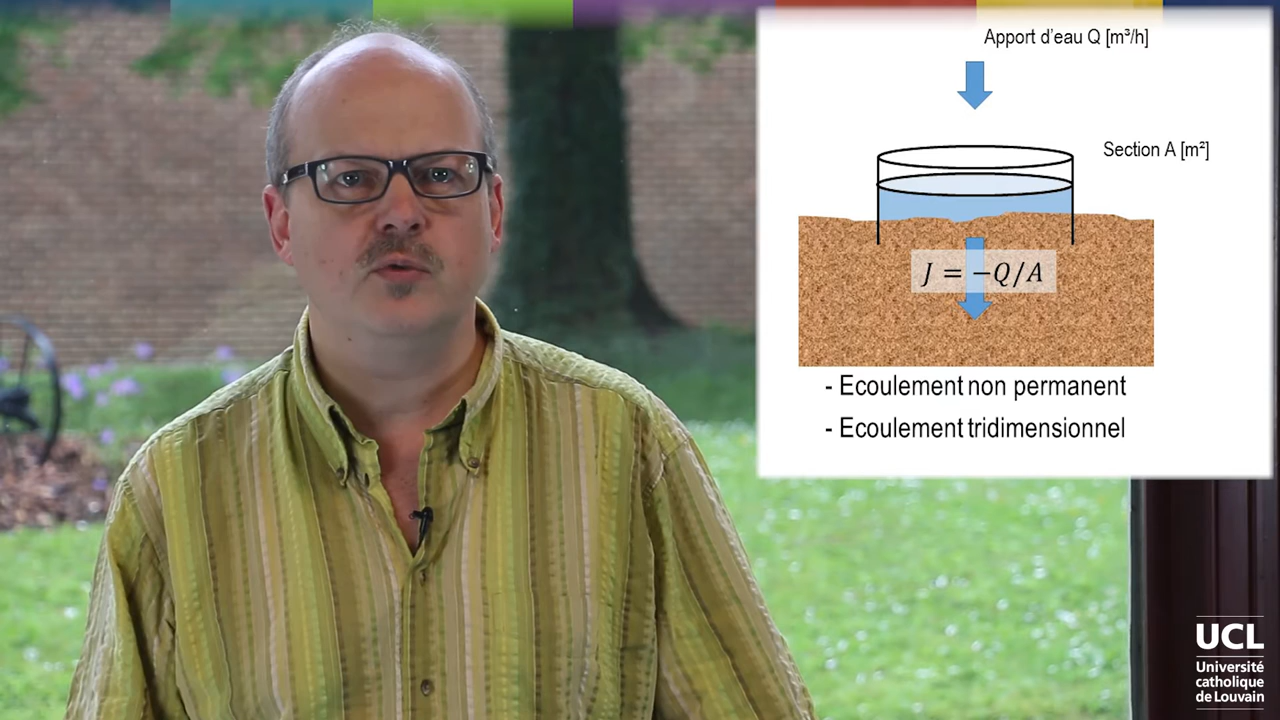 Apport d'eau Q [m³/h]
Section A [m²]
J = −Q/A
- Ecoulement non permanent
- Ecoulement tridimensionnel
UCL
Université
catholique
de Louvain